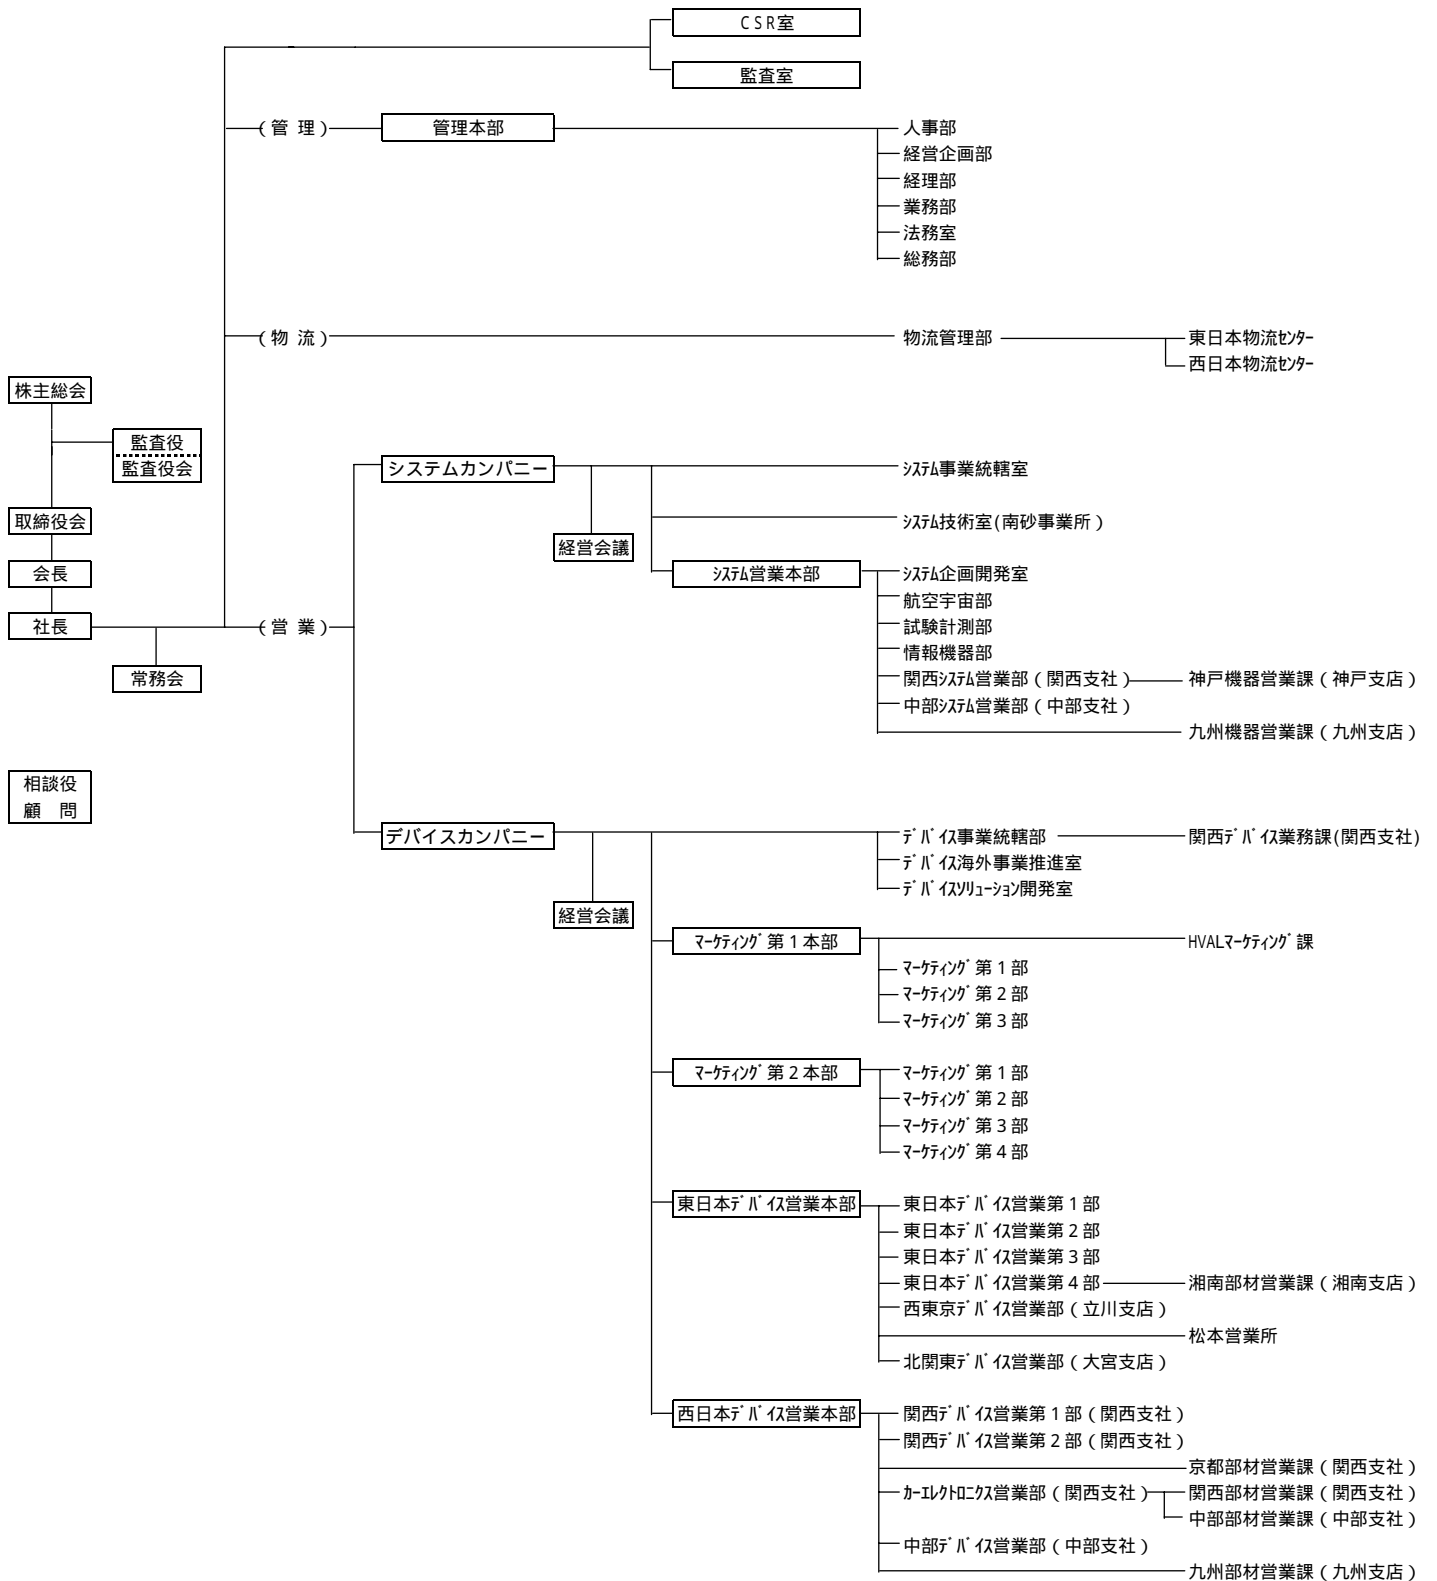 CSR室
監査室
(管 理) 管理本部 人事部
経営企画部
経理部
業務部
法務室
総務部
(物 流) 物流管理部 東日本物流ｾﾝﾀｰ
西日本物流ｾﾝﾀｰ
株主総会
監査役
監査役会
取締役会
会長
社長
常務会
相談役
顧 問
(営 業)
システムカンパニー ｼｽﾃﾑ事業統轄室
ｼｽﾃﾑ技術室(南砂事業所)
経営会議
ｼｽﾃﾑ営業本部 ｼｽﾃﾑ企画開発室
航空宇宙部
試験計測部
情報機器部
関西ｼｽﾃﾑ営業部(関西支社) 神戸機器営業課(神戸支店)
中部ｼｽﾃﾑ営業部(中部支社)
九州機器営業課(九州支店)
デバイスカンパニー ﾃﾞﾊﾞｲｽ事業統轄部 関西ﾃﾞﾊﾞｲｽ業務課(関西支社)
ﾃﾞﾊﾞｲｽ海外事業推進室
ﾃﾞﾊﾞｲｽｿﾘｭｰｼｮﾝ開発室
経営会議
ﾏｰｹﾃｨﾝｸﾞ第1本部 HVALﾏｰｹﾃｨﾝｸﾞ課
ﾏｰｹﾃｨﾝｸﾞ第1部
ﾏｰｹﾃｨﾝｸﾞ第2部
ﾏｰｹﾃｨﾝｸﾞ第3部
ﾏｰｹﾃｨﾝｸﾞ第2本部 ﾏｰｹﾃｨﾝｸﾞ第1部
ﾏｰｹﾃｨﾝｸﾞ第2部
ﾏｰｹﾃｨﾝｸﾞ第3部
ﾏｰｹﾃｨﾝｸﾞ第4部
東日本ﾃﾞﾊﾞｲｽ営業本部 東日本ﾃﾞﾊﾞｲｽ営業第1部
東日本ﾃﾞﾊﾞｲｽ営業第2部
東日本ﾃﾞﾊﾞｲｽ営業第3部
東日本ﾃﾞﾊﾞｲｽ営業第4部 湘南部材営業課(湘南支店)
西東京ﾃﾞﾊﾞｲｽ営業部(立川支店)
松本営業所
北関東ﾃﾞﾊﾞｲｽ営業部(大宮支店)
西日本ﾃﾞﾊﾞｲｽ営業本部 関西ﾃﾞﾊﾞｲｽ営業第1部(関西支社)
関西ﾃﾞﾊﾞｲｽ営業第2部(関西支社)
京都部材営業課(関西支社)
ｶｰｴﾚｸﾄﾛﾆｸｽ営業部(関西支社) 関西部材営業課(関西支社)
中部部材営業課(中部支社)
中部ﾃﾞﾊﾞｲｽ営業部(中部支社)
九州部材営業課(九州支店)